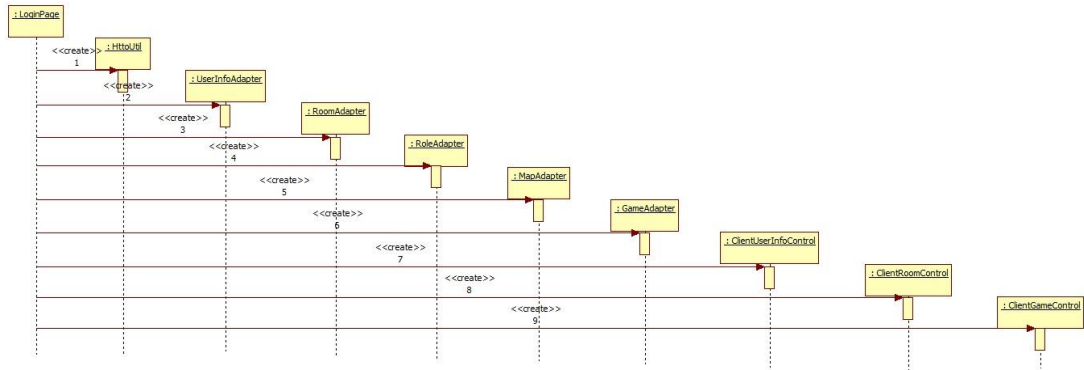 : LoginPage
<<create>>
1
: HttoUtil
<<create>>
2
: UserInfoAdapter
<<create>>
3
: RoomAdapter
<<create>>
4
: RoleAdapter
<<create>>
5
: MapAdapter
<<create>>
6
: GameAdapter
<<create>>
7
: ClientUserInfoControl
<<create>>
8
: ClientRoomControl
<<create>>
9
: ClientGameControl